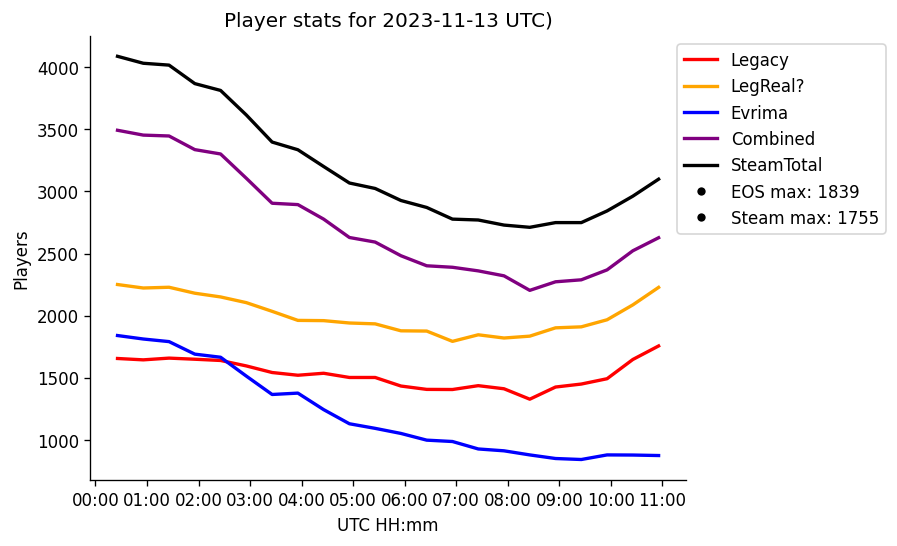 Player stats for 2023-11-13 UTC)
4000
3500
3000
2500
2000
1500
1000
Players
00:00 01:00 02:00 03:00 04:00 05:00 06:00 07:00 08:00 09:00 10:00 11:00
UTC HH:mm
Legacy
LegReal?
Evrima
Combined
SteamTotal
EOS max: 1839
Steam max: 1755